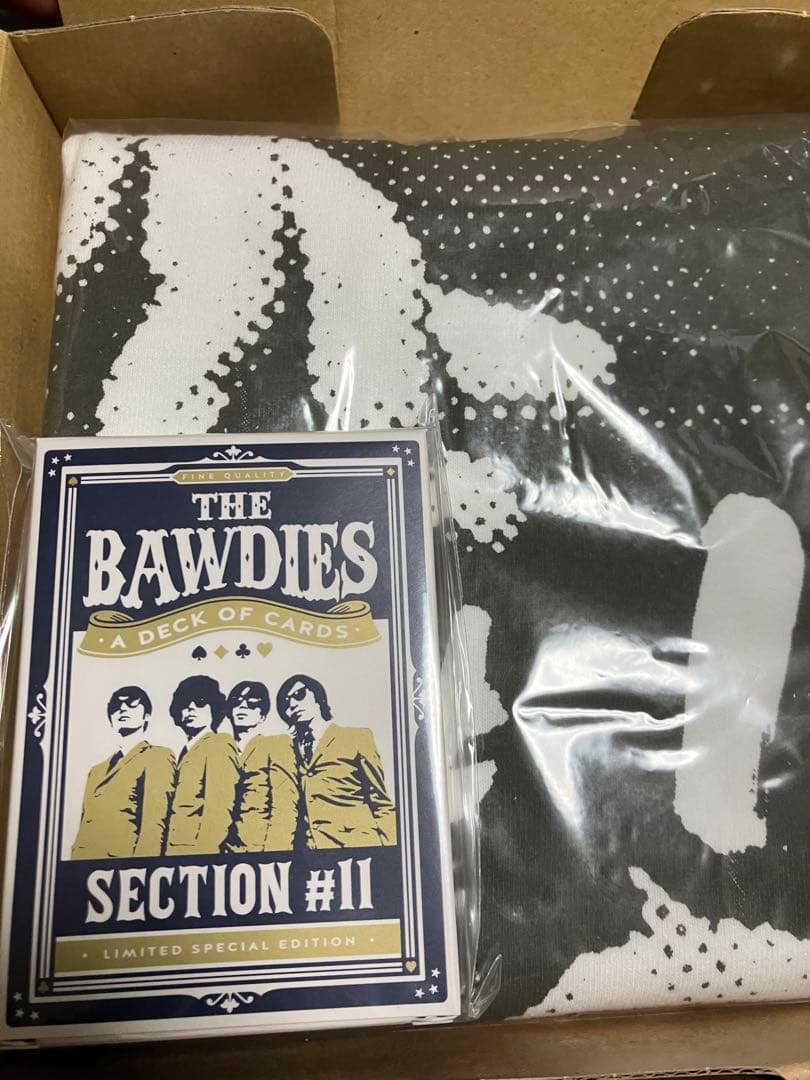 FINE QUALITY
THE
BAWDIES
· A DECK OF CARDS ·
SECTION #11
· LIMITED SPECIAL EDITION ·